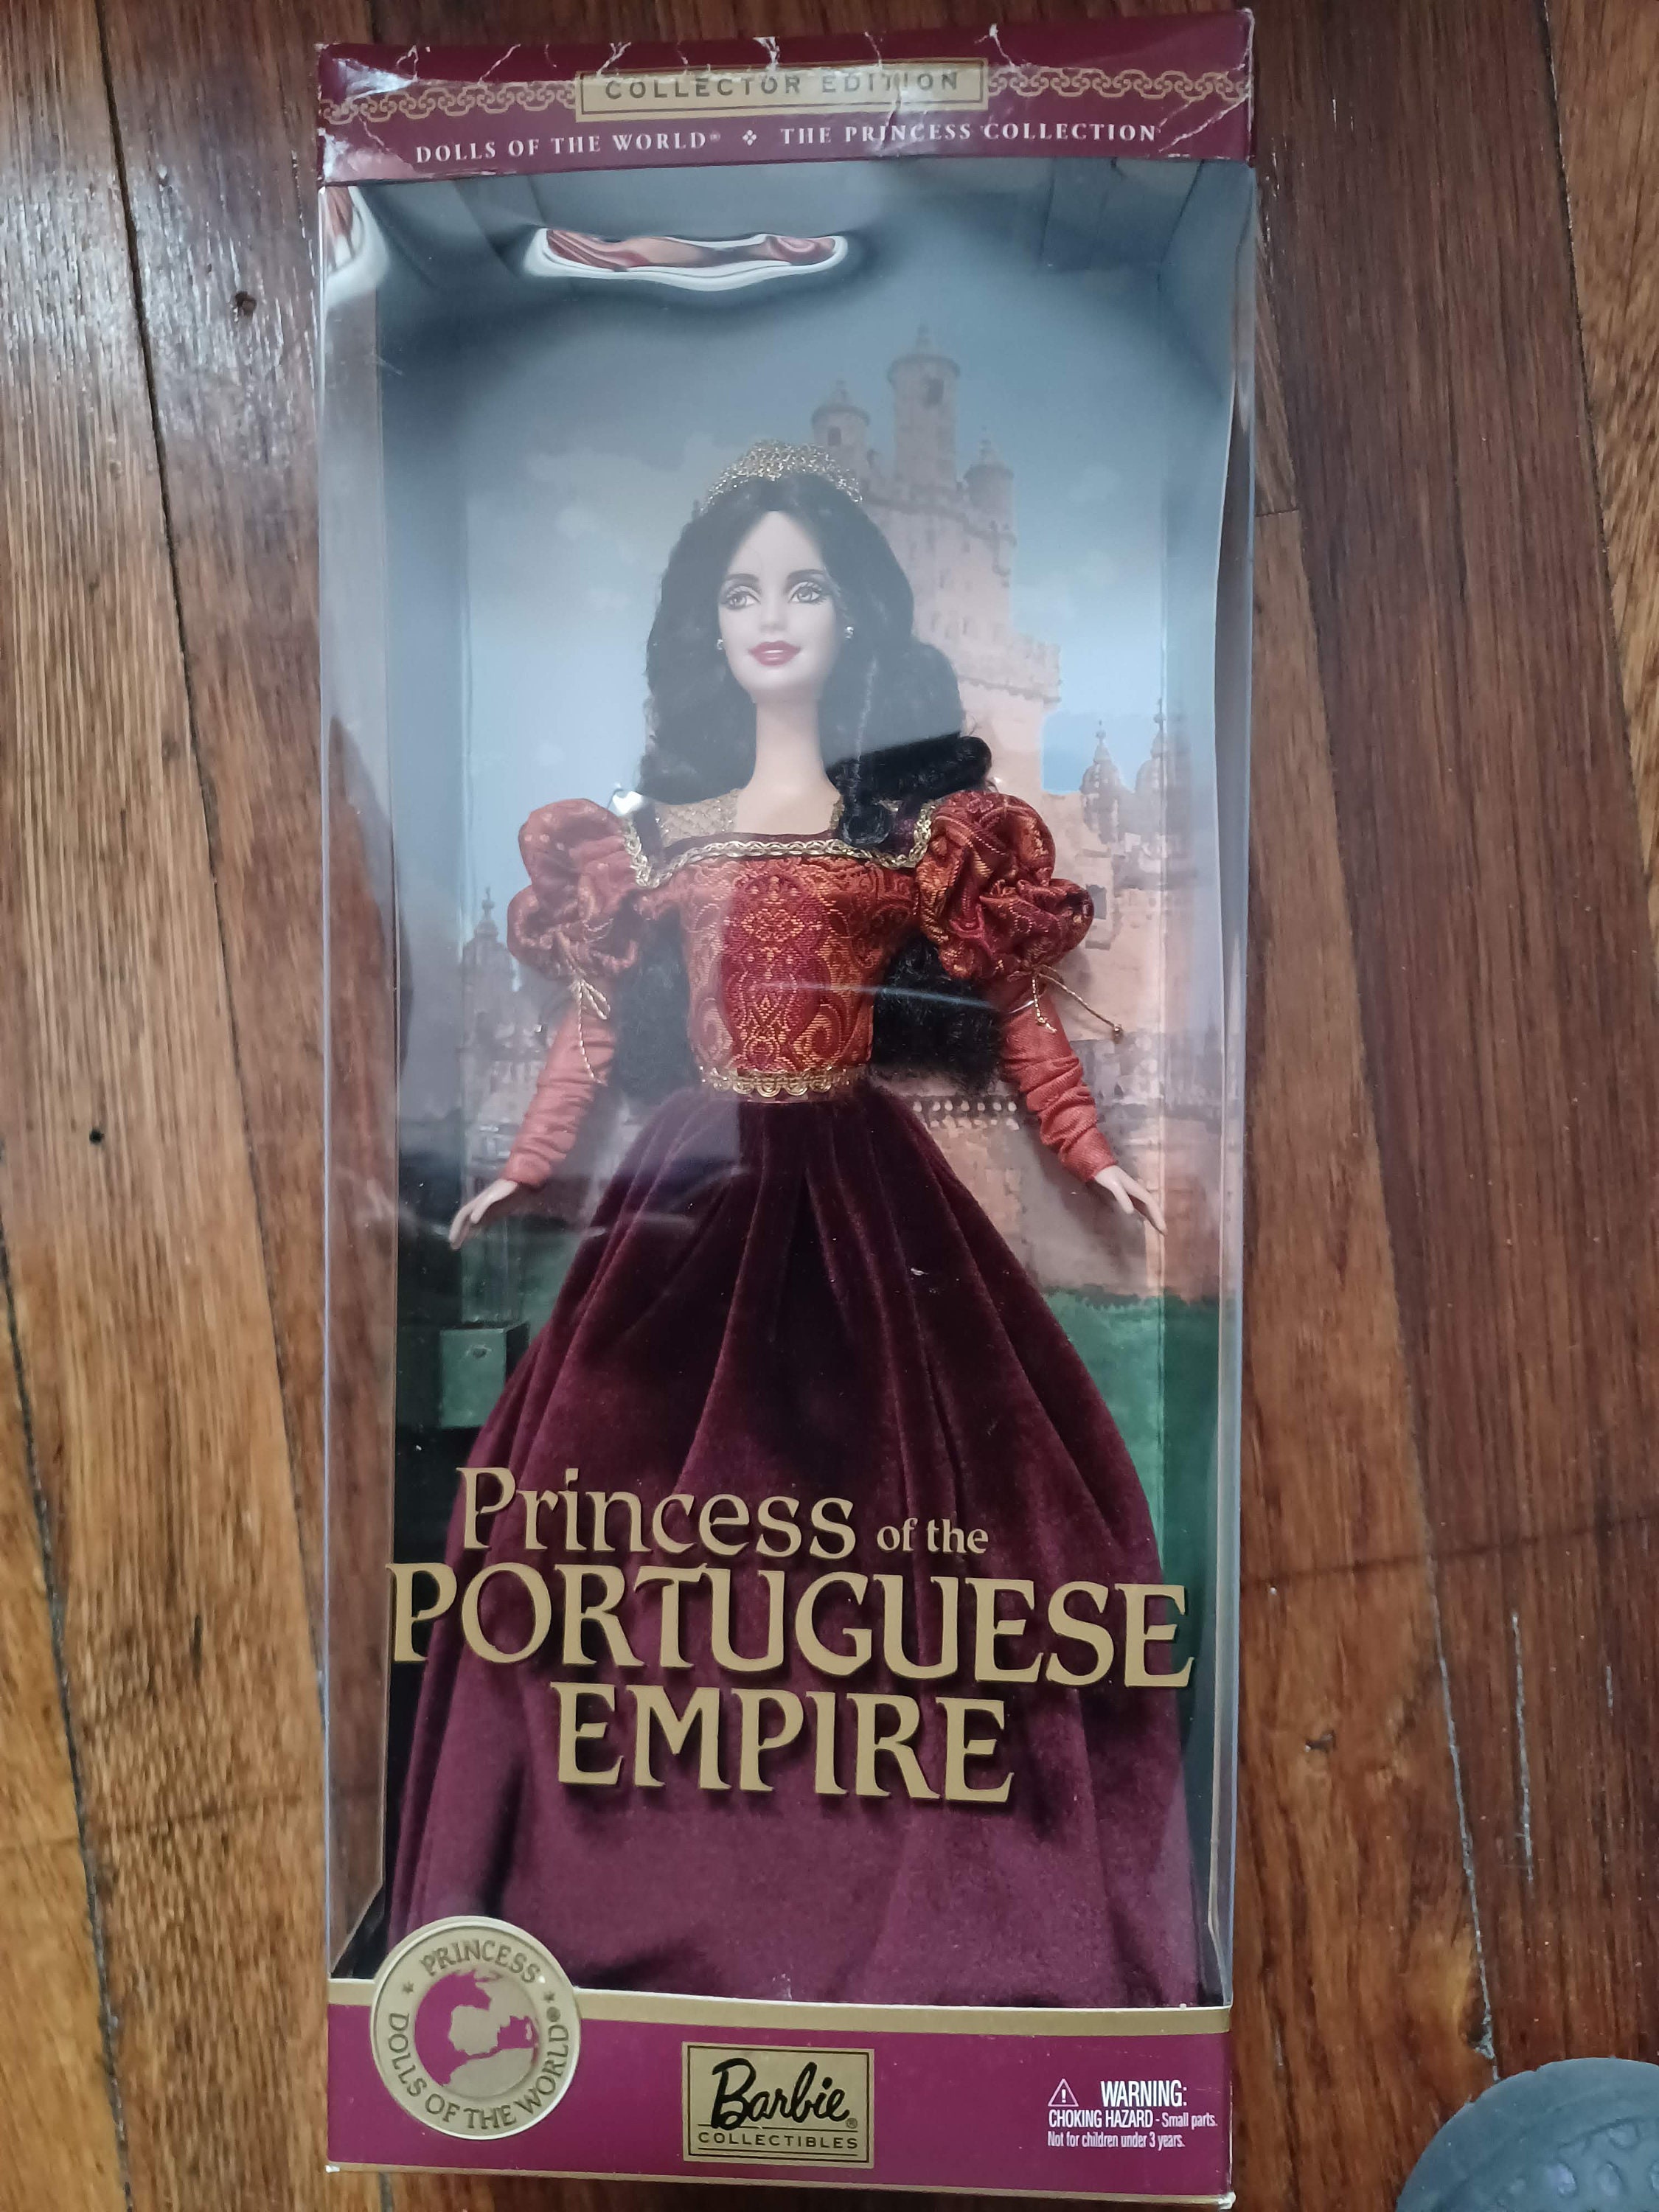 COLLECTOR EDITION
DOLLS OF THE WORLD® ❖ THE PRINCESS COLLECTION
Princess of the
PORTUGUESE
EMPIRE
PRINCESS
DOLLS OF THE WORLD®
Barbie®
COLLECTIBLES
WARNING:
CHOKING HAZARD - Small parts.
Not for children under 3 years.